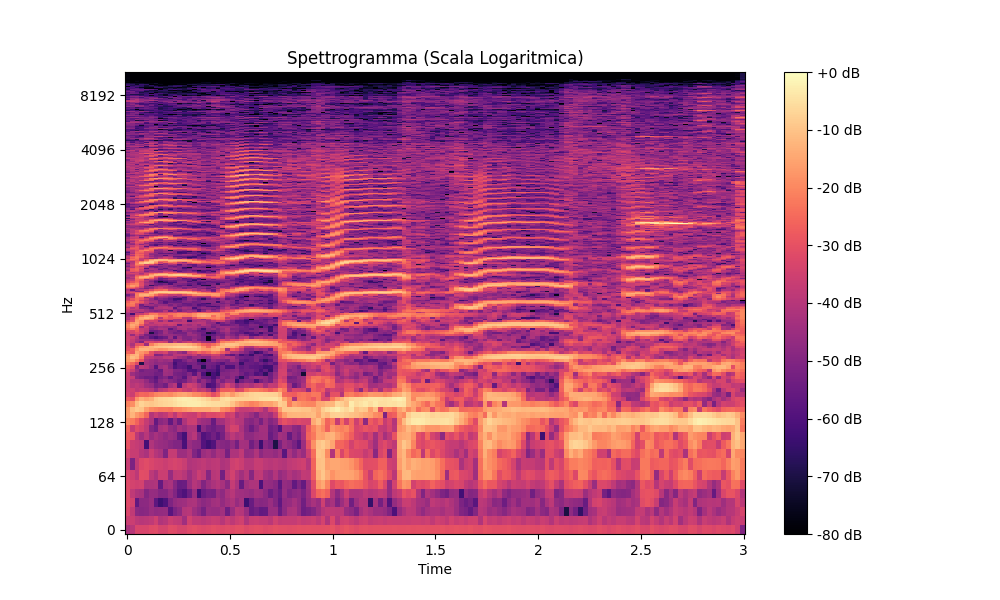 Spettrogramma (Scala Logaritmica)
Hz
8192
4096
2048
1024
512
256
128
64
0
0
0.5
1
1.5
2
2.5
3
Time
+0 dB
-10 dB
-20 dB
-30 dB
-40 dB
-50 dB
-60 dB
-70 dB
-80 dB